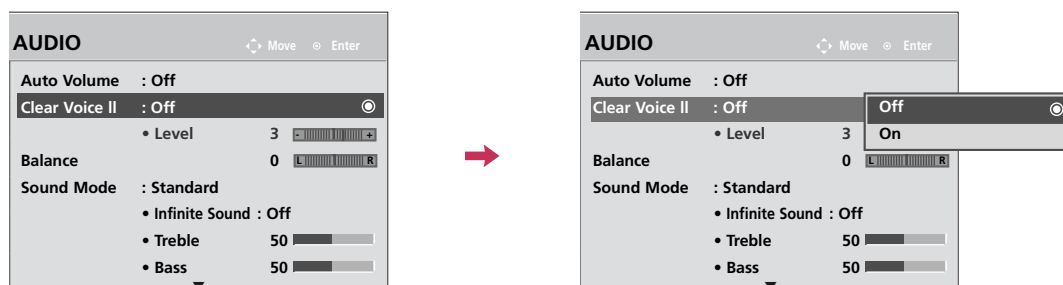 AUDIO Move Enter
Auto Volume : Off
Clear Voice II : Off
• Level 3 - +
Balance 0 L R
Sound Mode : Standard
• Infinite Sound : Off
• Treble 50
• Bass 50
AUDIO Move Enter
Auto Volume : Off
Clear Voice II : Off
Off
On
• Level 3
Balance 0 L R
Sound Mode : Standard
• Infinite Sound : Off
• Treble 50
• Bass 50